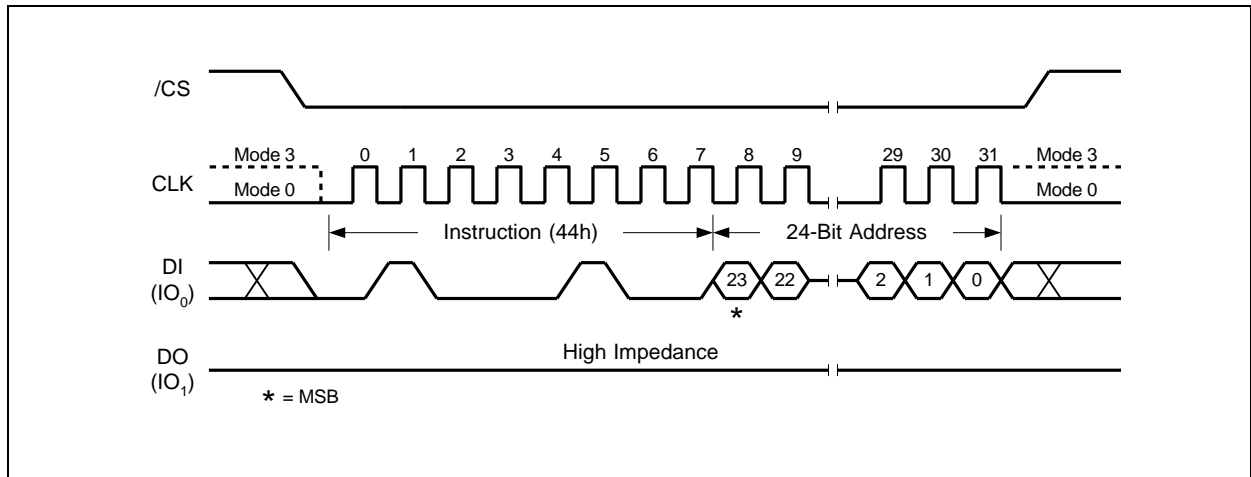 /CS
Mode 3 0 1 2 3 4 5 6 7 8 9 29 30 31 Mode 3
CLK
Mode 0 Mode 0
Instruction (44h) 24-Bit Address
DI
(IO0)
23 22 2 1 0
*
High Impedance
DO
(IO1)
* = MSB